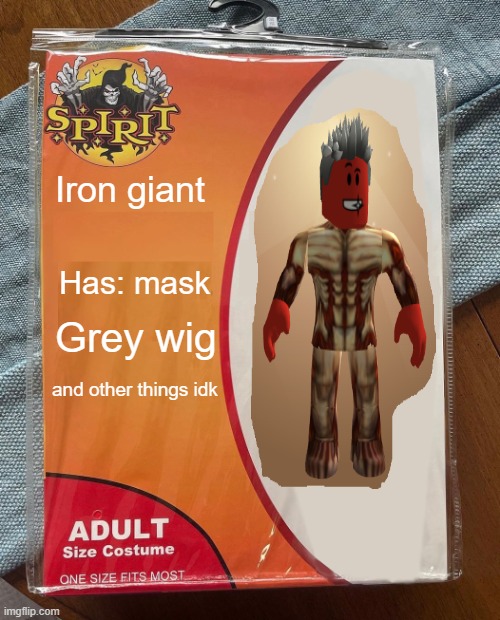 SPIRIT
Iron giant
Has: mask
Grey wig
and other things idk
ADULT
Size Costume
ONE SIZE FITS MOST
imgflip.com